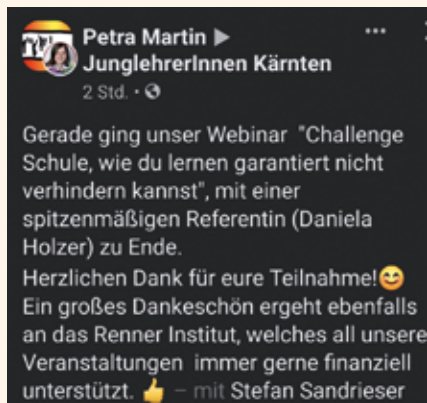 Petra Martin ▶ ...
JunglehrerInnen Kärnten
2 Std. •
Gerade ging unser Webinar "Challenge
Schule, wie du lernen garantiert nicht
verhindern kannst", mit einer
spitzenmäßigen Referentin (Daniela
Holzer) zu Ende.
Herzlichen Dank für eure Teilnahme!😊
Ein großes Dankeschön ergeht ebenfalls
an das Renner Institut, welches all unsere
Veranstaltungen immer gerne finanziell
unterstützt. 👍 – mit Stefan Sandrieser